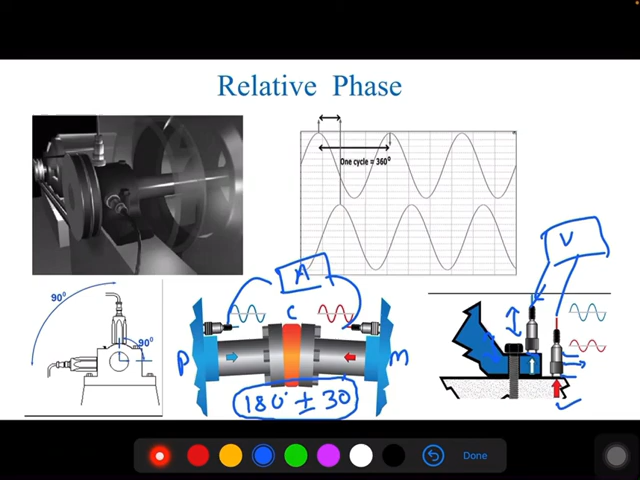 Relative Phase
One cycle = 360°
90°
90°
A
C
P
M
180° ± 30
V
Done